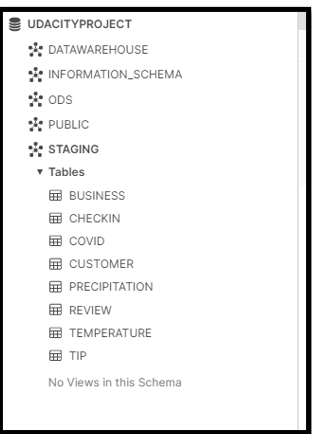 UDACITYPROJECT
DATAWAREHOUSE
INFORMATION_SCHEMA
ODS
PUBLIC
STAGING
Tables
BUSINESS
CHECKIN
COVID
CUSTOMER
PRECIPITATION
REVIEW
TEMPERATURE
TIP
No Views in this Schema